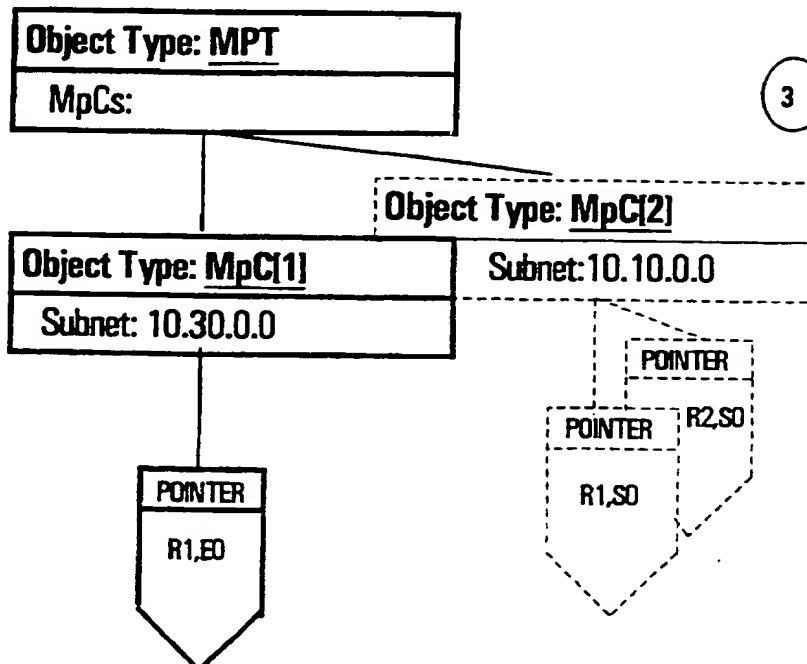 Object Type: MPT
MpCs:
3
Object Type: MpC[2]
Subnet:10.10.0.0
Object Type: MpC[1]
Subnet: 10.30.0.0
POINTER
R2,S0
POINTER
R1,S0
POINTER
R1,E0